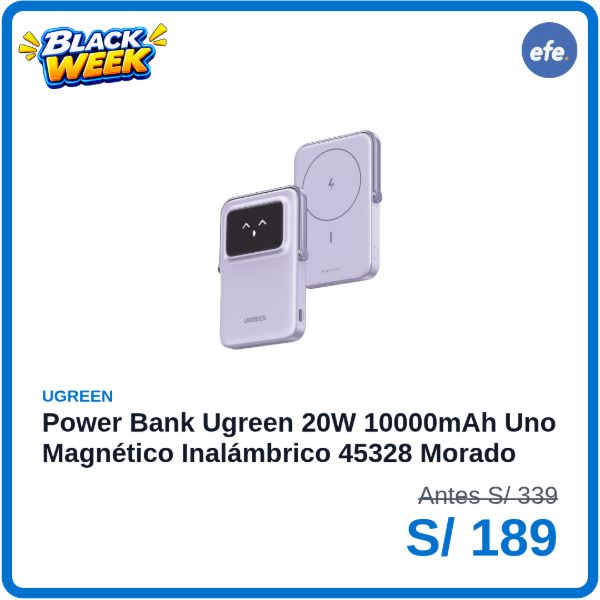 BLACK
WEEK
efe.
UGREEN
UGREEN
Power Bank Ugreen 20W 10000mAh Uno
Magnético Inalámbrico 45328 Morado
Antes S/ 339
S/ 189